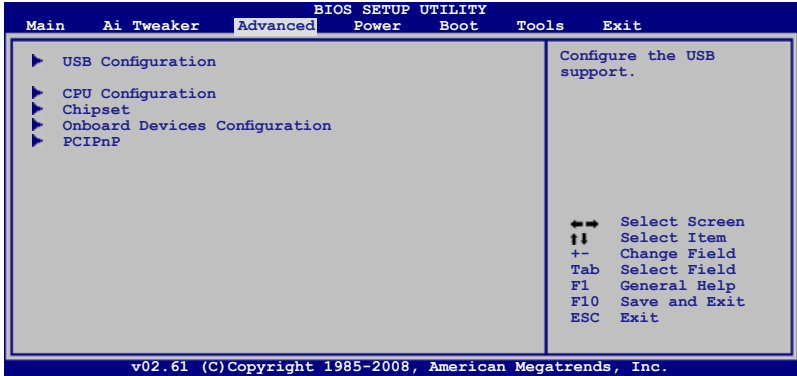 BIOS SETUP UTILITY
Main Ai Tweaker Advanced Power Boot Tools Exit
USB Configuration
CPU Configuration
Chipset
Onboard Devices Configuration
PCIPnP
Configure the USB
support.
←→ Select Screen
↑↓ Select Item
+- Change Field
Tab Select Field
F1 General Help
F10 Save and Exit
ESC Exit
v02.61 (C)Copyright 1985-2008, American Megatrends, Inc.